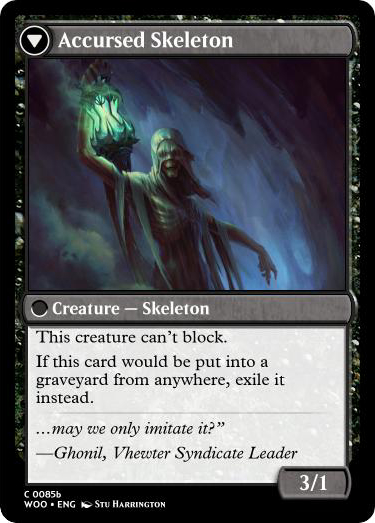 Accursed Skeleton
Creature — Skeleton
This creature can't block.
If this card would be put into a
graveyard from anywhere, exile it
instead.
…may we only imitate it?”
—Ghonil, Vhewter Syndicate Leader
3/1
C 0085b
WOO • ENG Stu Harrington